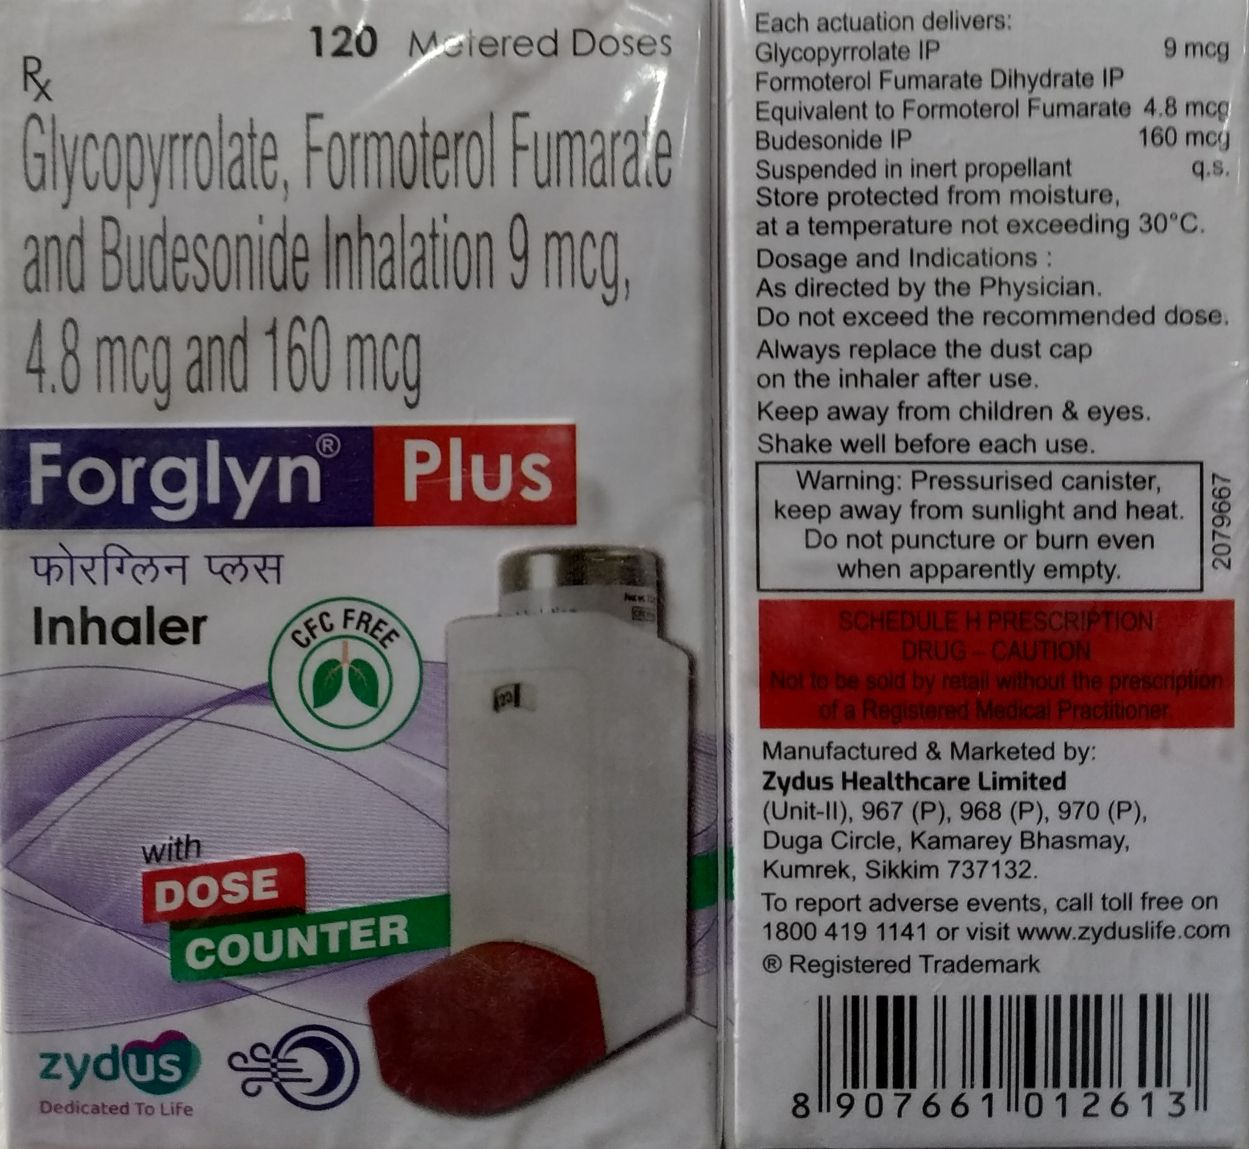 120 Metered Doses
Rx
Glycopyrrolate, Formoterol Fumarate
and Budesonide Inhalation 9 mcg,
4.8 mcg and 160 mcg
Forglyn® Plus
फोरग्लिन प्लस
Inhaler
CFC FREE
with
DOSE
COUNTER
zydus
Dedicated To Life
Each actuation delivers:
Glycopyrrolate IP 9 mcg
Formoterol Fumarate Dihydrate IP
Equivalent to Formoterol Fumarate 4.8 mcg
Budesonide IP 160 mcg
Suspended in inert propellant q.s.
Store protected from moisture,
at a temperature not exceeding 30°C.
Dosage and Indications :
As directed by the Physician.
Do not exceed the recommended dose.
Always replace the dust cap
on the inhaler after use.
Keep away from children & eyes.
Shake well before each use.
Warning: Pressurised canister,
keep away from sunlight and heat.
Do not puncture or burn even
when apparently empty.
2079667
SCHEDULE H PRESCRIPTION
DRUG – CAUTION
Not to be sold by retail without the prescription
of a Registered Medical Practitioner.
Manufactured & Marketed by:
Zydus Healthcare Limited
(Unit-II), 967 (P), 968 (P), 970 (P),
Duga Circle, Kamarey Bhasmay,
Kumrek, Sikkim 737132.
To report adverse events, call toll free on
1800 419 1141 or visit www.zyduslife.com
® Registered Trademark
8 907661 012613